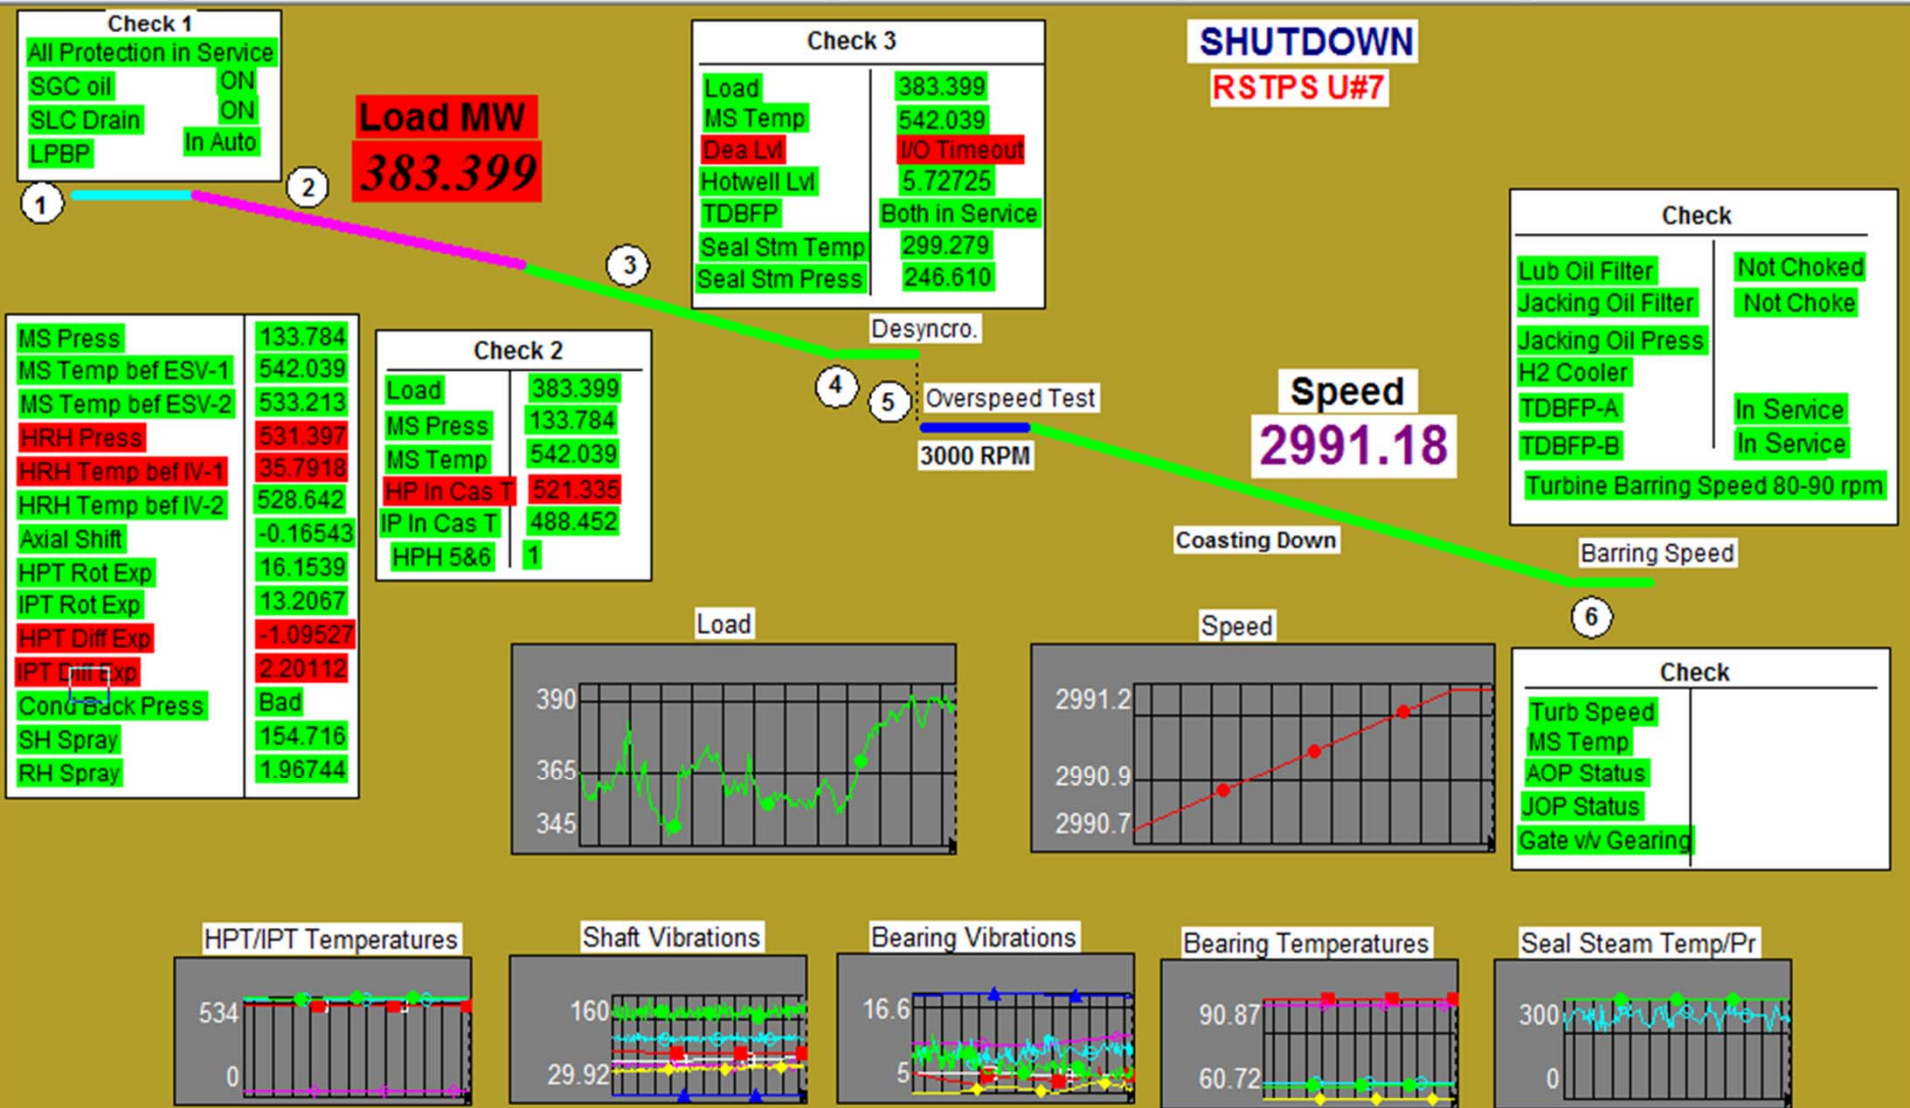 Check 1
All Protection in Service
SGC oil ON
SLC Drain ON
LPBP In Auto
Load MW
383.399
Check 3
Load 383.399
MS Temp 542.039
Dea Lvl I/O Timeout
Hotwell Lvl 5.72725
TDBFP Both in Service
Seal Stm Temp 299.279
Seal Stm Press 246.610
SHUTDOWN
RSTPS U#7
1
2
3
4
5
6
Desyncro.
Overspeed Test
3000 RPM
Speed
2991.18
Coasting Down
Barring Speed
Check
Lub Oil Filter Not Choked
Jacking Oil Filter Not Choke
Jacking Oil Press
H2 Cooler
TDBFP-A In Service
TDBFP-B In Service
Turbine Barring Speed 80-90 rpm
MS Press 133.784
MS Temp bef ESV-1 542.039
MS Temp bef ESV-2 533.213
HRH Press 531.397
HRH Temp bef IV-1 35.7918
HRH Temp bef IV-2 528.642
Axial Shift -0.16543
HPT Rot Exp 16.1539
IPT Rot Exp 13.2067
HPT Diff Exp -1.09527
IPT Diff Exp 2.20112
Cond Back Press Bad
SH Spray 154.716
RH Spray 1.96744
Check 2
Load 383.399
MS Press 133.784
MS Temp 542.039
HP In Cas T 521.335
IP In Cas T 488.452
HPH 5&6 1
Load
390
365
345
Speed
2991.2
2990.9
2990.7
Check
Turb Speed
MS Temp
AOP Status
JOP Status
Gate v/v Gearing
HPT/IPT Temperatures
534
0
Shaft Vibrations
160
29.92
Bearing Vibrations
16.6
5
Bearing Temperatures
90.87
60.72
Seal Steam Temp/Pr
300
0